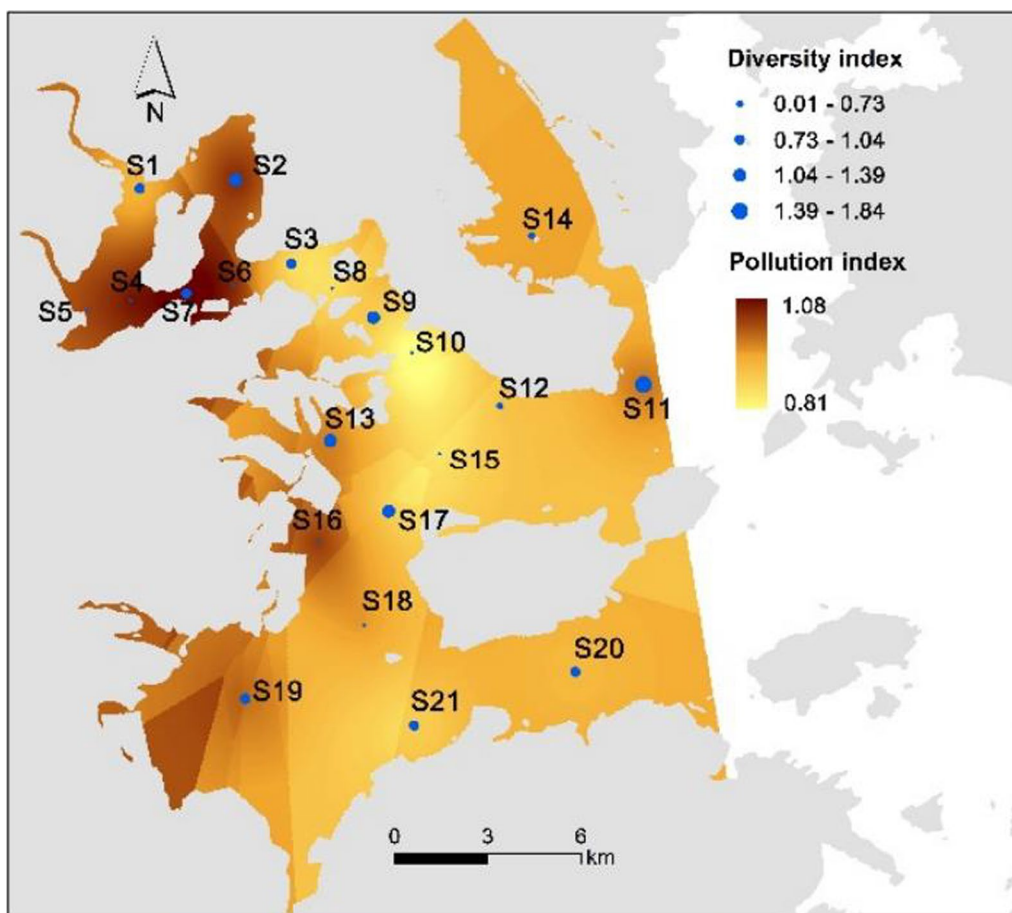 Diversity index
0.01 - 0.73
0.73 - 1.04
1.04 - 1.39
1.39 - 1.84
Pollution index
1.08
0.81
N
S1
S2
S3
S4
S5
S6
S7
S8
S9
S10
S11
S12
S13
S14
S15
S16
S17
S18
S19
S20
S21
0 3 6
km